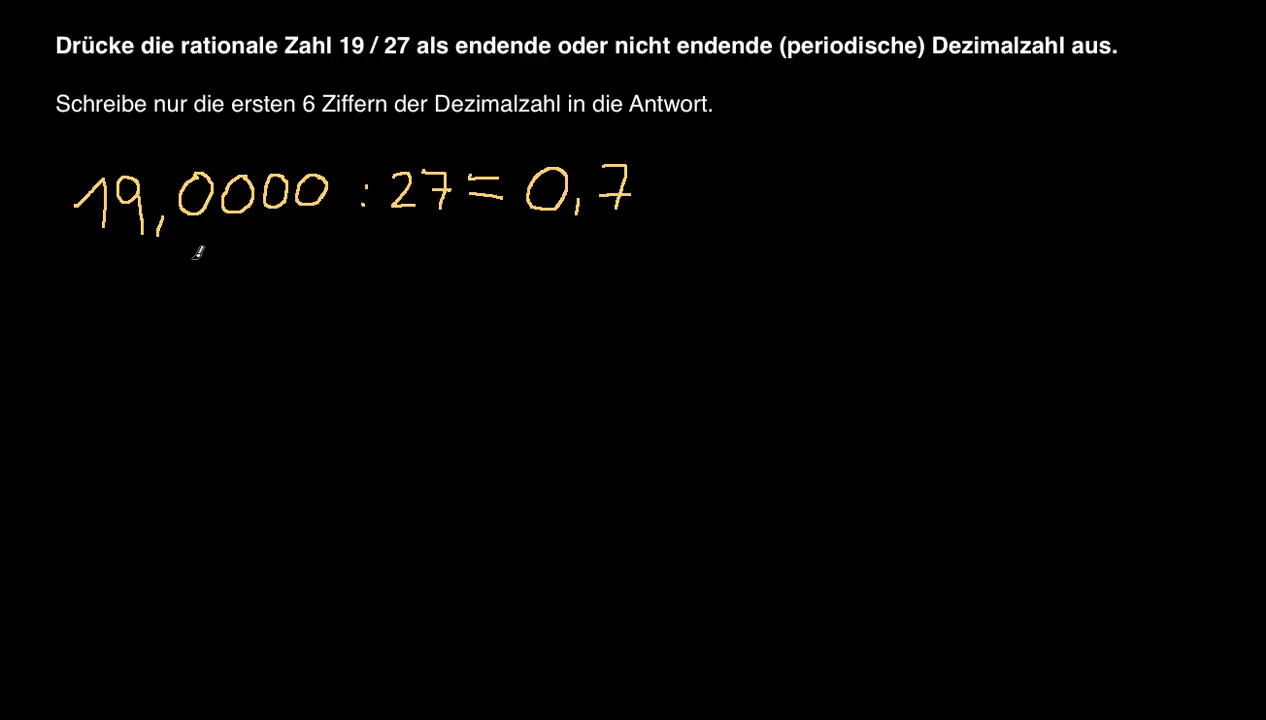 Drücke die rationale Zahl 19 / 27 als endende oder nicht endende (periodische) Dezimalzahl aus.
Schreibe nur die ersten 6 Ziffern der Dezimalzahl in die Antwort.
19,0000 : 27 = 0,7